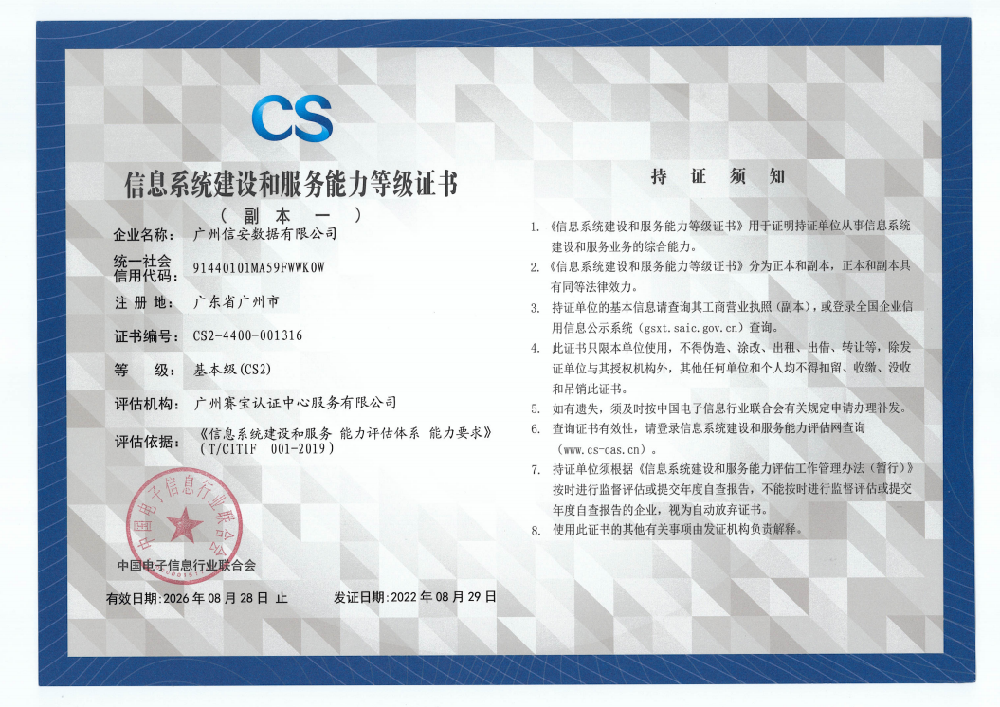 CS
信息系统建设和服务能力等级证书
（副本一）
企业名称: 广州信安数据有限公司
统一社会
信用代码: 91440101MA59FWWK0W
注 册 地: 广东省广州市
证书编号: CS2-4400-001316
等 级: 基本级(CS2)
评估机构: 广州赛宝认证中心服务有限公司
评估依据: 《信息系统建设和服务 能力评估体系 能力要求》
(T/CITIF 001-2019)
中国电子信息行业联合会
中国电子信息行业联合会
有效日期:2026 年 08 月 28 日 止 发证日期:2022 年 08 月 29 日
持 证 须 知
1. 《信息系统建设和服务能力等级证书》用于证明持证单位从事信息系统
建设和服务业务的综合能力。
2. 《信息系统建设和服务能力等级证书》分为正本和副本，正本和副本具
有同等法律效力。
3. 持证单位的基本信息请查询其工商营业执照（副本），或登录全国企业信
用信息公示系统（gsxt.saic.gov.cn）查询。
4. 此证书只限本单位使用，不得伪造、涂改、出租、出借、转让等，除发
证单位与其授权机构外，其他任何单位和个人均不得扣留、收缴、没收
和吊销此证书。
5. 如有遗失，须及时按中国电子信息行业联合会有关规定申请办理补发。
6. 查询证书有效性，请登录信息系统建设和服务能力评估网查询
（www.cs-cas.cn）。
7. 持证单位须根据《信息系统建设和服务能力评估工作管理办法（暂行）》
按时进行监督评估或提交年度自查报告，不能按时进行监督评估或提交
年度自查报告的企业，视为自动放弃证书。
8. 使用此证书的其他有关事项由发证机构负责解释。